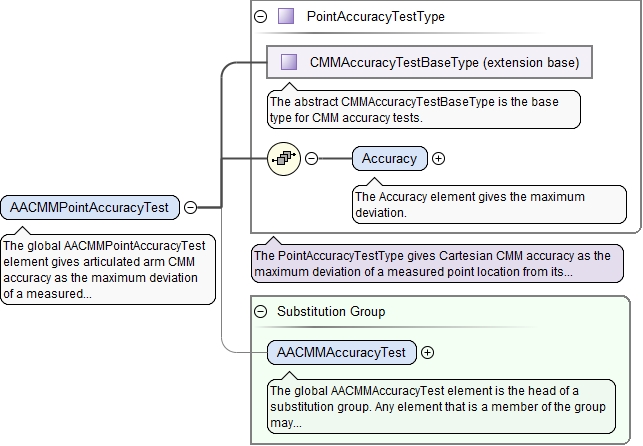 PointAccuracyTestType
CMMAccuracyTestBaseType (extension base)
The abstract CMMAccuracyTestBaseType is the base
type for CMM accuracy tests.
Accuracy
The Accuracy element gives the maximum
deviation.
AACMMPointAccuracyTest
The global AACMMPointAccuracyTest
element gives articulated arm CMM
accuracy as the maximum deviation
of a measured...
The PointAccuracyTestType gives Cartesian CMM accuracy as the
maximum deviation of a measured point location from its...
Substitution Group
AACMMAccuracyTest
The global AACMMAccuracyTest element is the head of a
substitution group. Any element that is a member of the group
may...